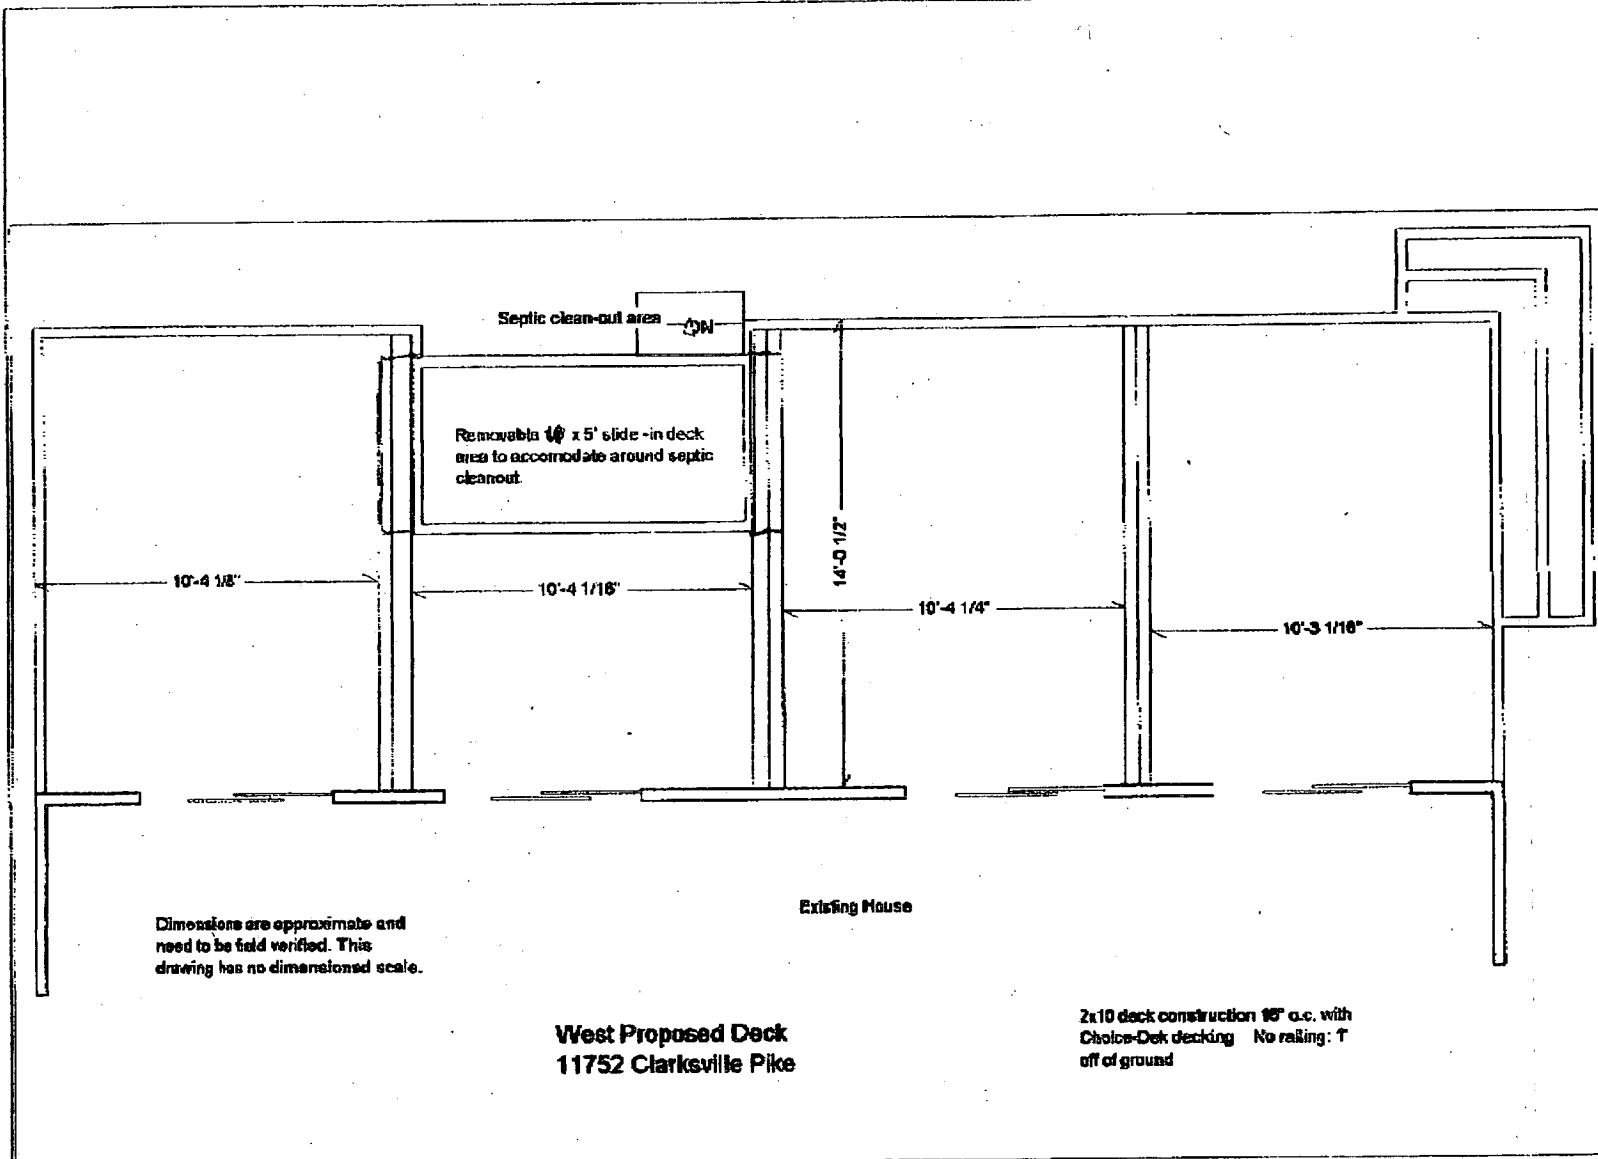 Septic clean-out area
Removable x 5' slide-in deck
area to accomodate around septic
cleanout.
14'-0 1/2"
10'-4 1/8"
10'-4 1/16"
10'-4 1/4"
10'-3 1/16"
Existing House
Dimensions are approximate and
need to be field verified. This
drawing has no dimensioned scale.
West Proposed Deck
11752 Clarksville Pike
2x10 deck construction 16" o.c. with
Choice-Dek decking No railing: 1'
off of ground